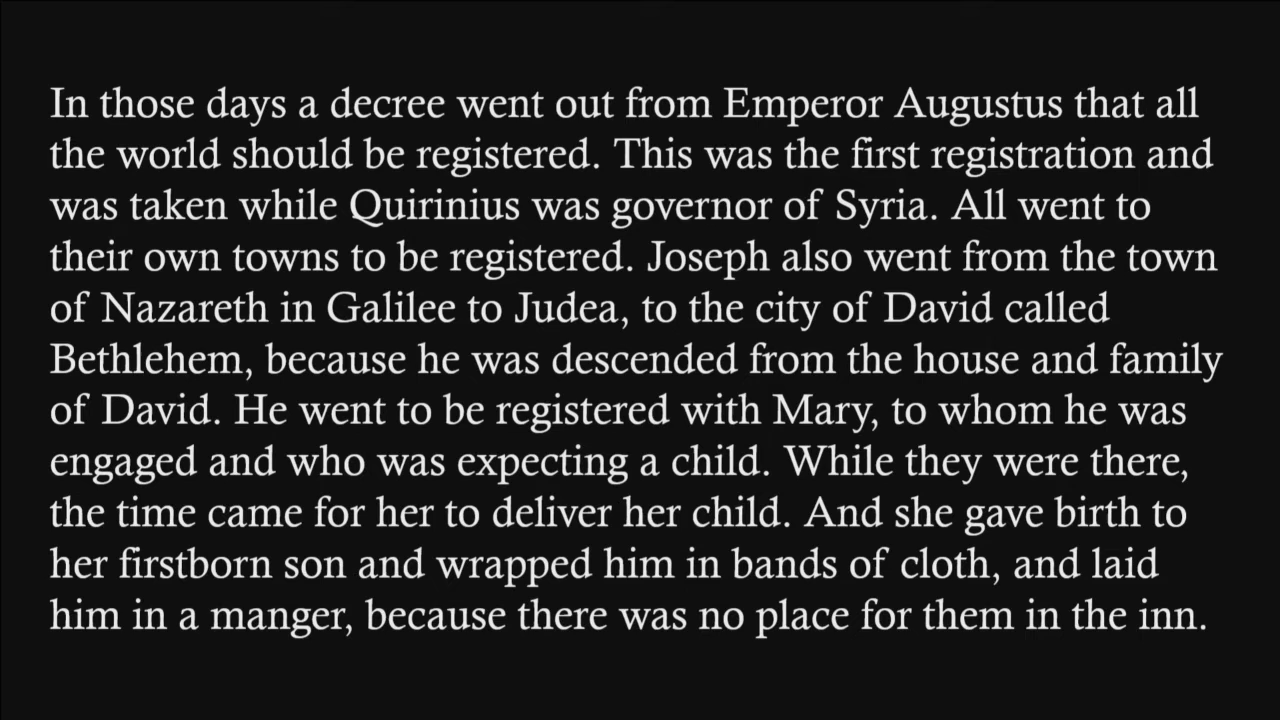 In those days a decree went out from Emperor Augustus that all
the world should be registered. This was the first registration and
was taken while Quirinius was governor of Syria. All went to
their own towns to be registered. Joseph also went from the town
of Nazareth in Galilee to Judea, to the city of David called
Bethlehem, because he was descended from the house and family
of David. He went to be registered with Mary, to whom he was
engaged and who was expecting a child. While they were there,
the time came for her to deliver her child. And she gave birth to
her firstborn son and wrapped him in bands of cloth, and laid
him in a manger, because there was no place for them in the inn.